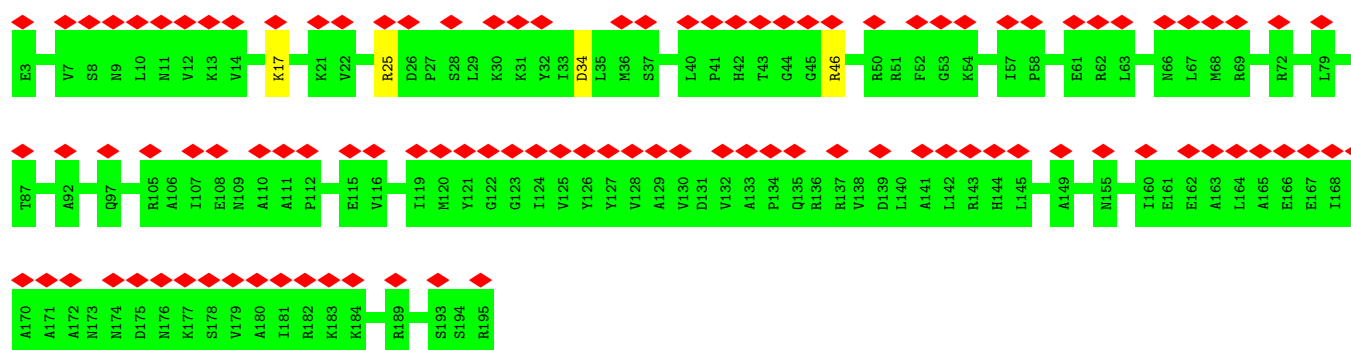 E3 V7 S8 N9 L10 N11 V12 K13 V14 K17 K21 V22 R25 D26 P27 S28 L29 K30 K31 Y32 I33 D34 L35 M36 S37 L40 P41 H42 T43 G44 G45 R46 R50 R51 F52 G53 K54 I57 P58 E61 R62 L63 N66 L67 M68 R69 R72 L79
T87 A92 Q97 R105 A106 I107 E108 N109 A110 A111 P112 E115 V116 I119 M120 Y121 G122 G123 I124 V125 Y126 Y127 V128 A129 V130 D131 V132 A133 P134 Q135 R136 R137 V138 D139 L140 A141 L142 R143 H144 L145 A149 N155 I160 E161 E162 A163 L164 A165 E166 E167 I168
A170 A171 A172 N173 N174 D175 N176 K177 S178 V179 A180 I181 R182 K183 K184 R189 S193 S194 R195